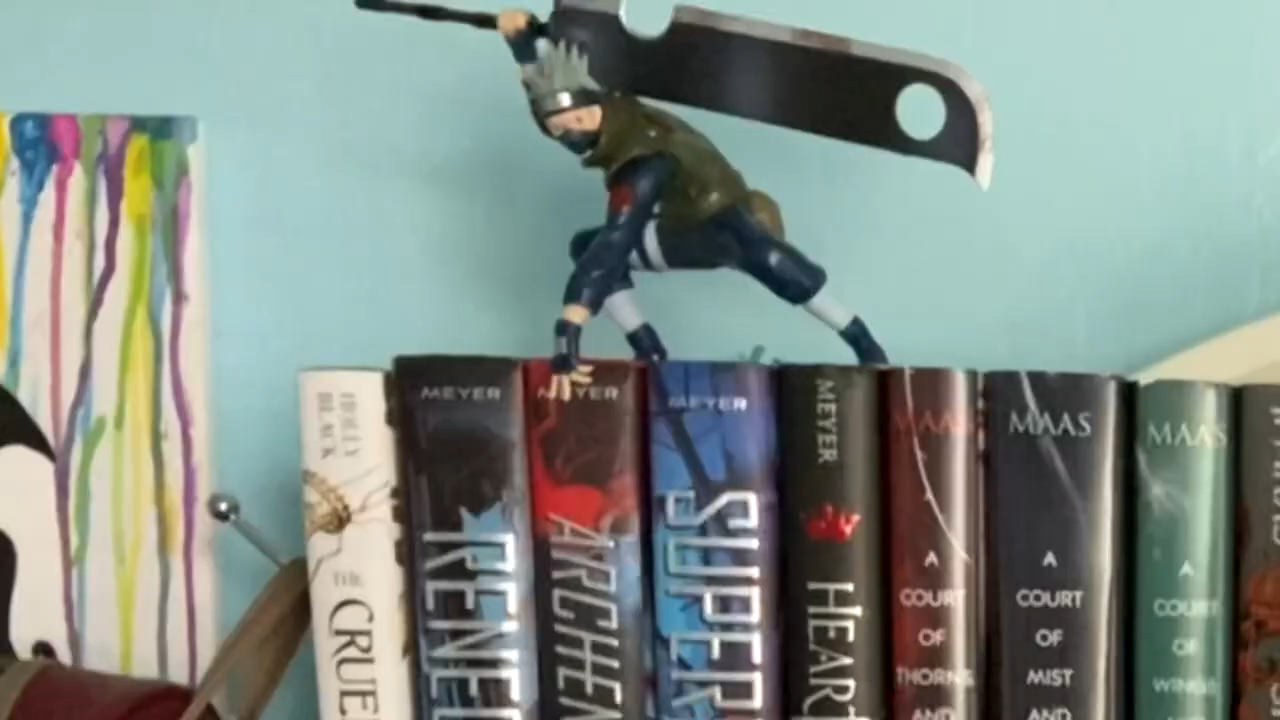 HOLLY BLACK
THE CRUE
MEYER
RENEG
MEYER
ARCHEN
MEYER
SUPER
MEYER
HEART
MAAS
A
COURT
OF
THORNS
AND
MAAS
A
COURT
OF
MIST
AND
MAAS
A
COURT
OF
WINGS